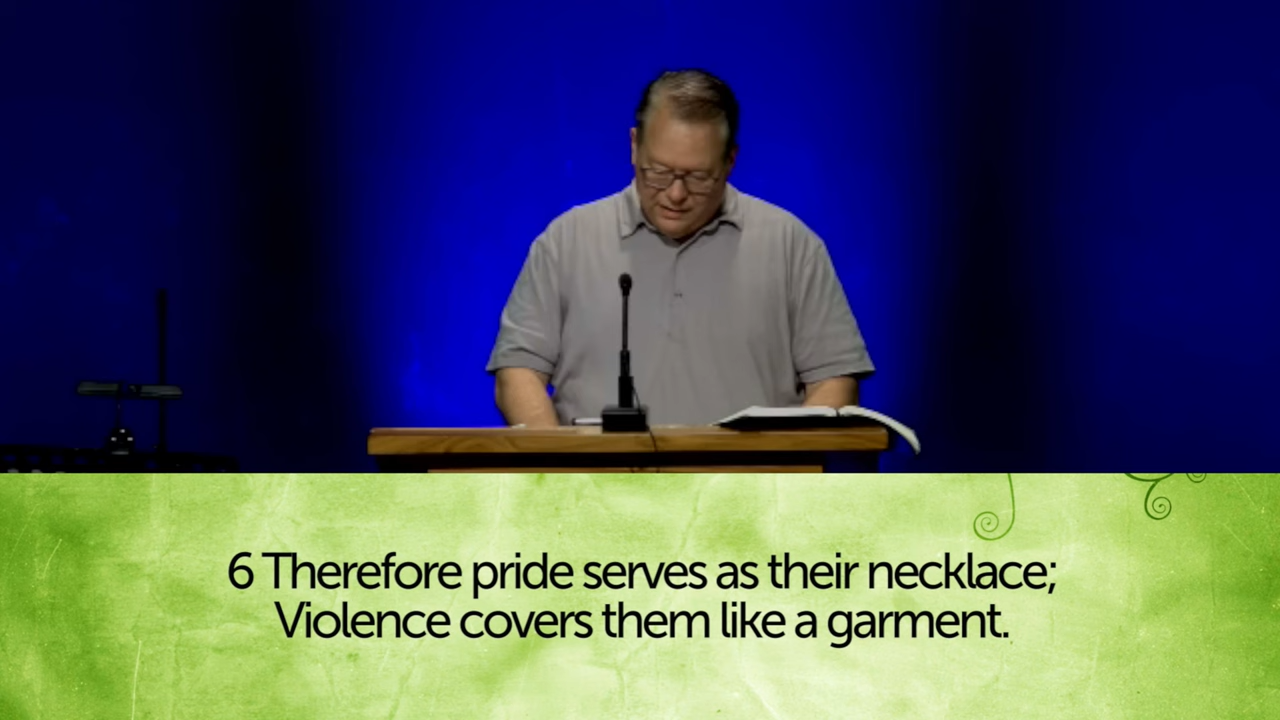 6 Therefore pride serves as their necklace;
Violence covers them like a garment.